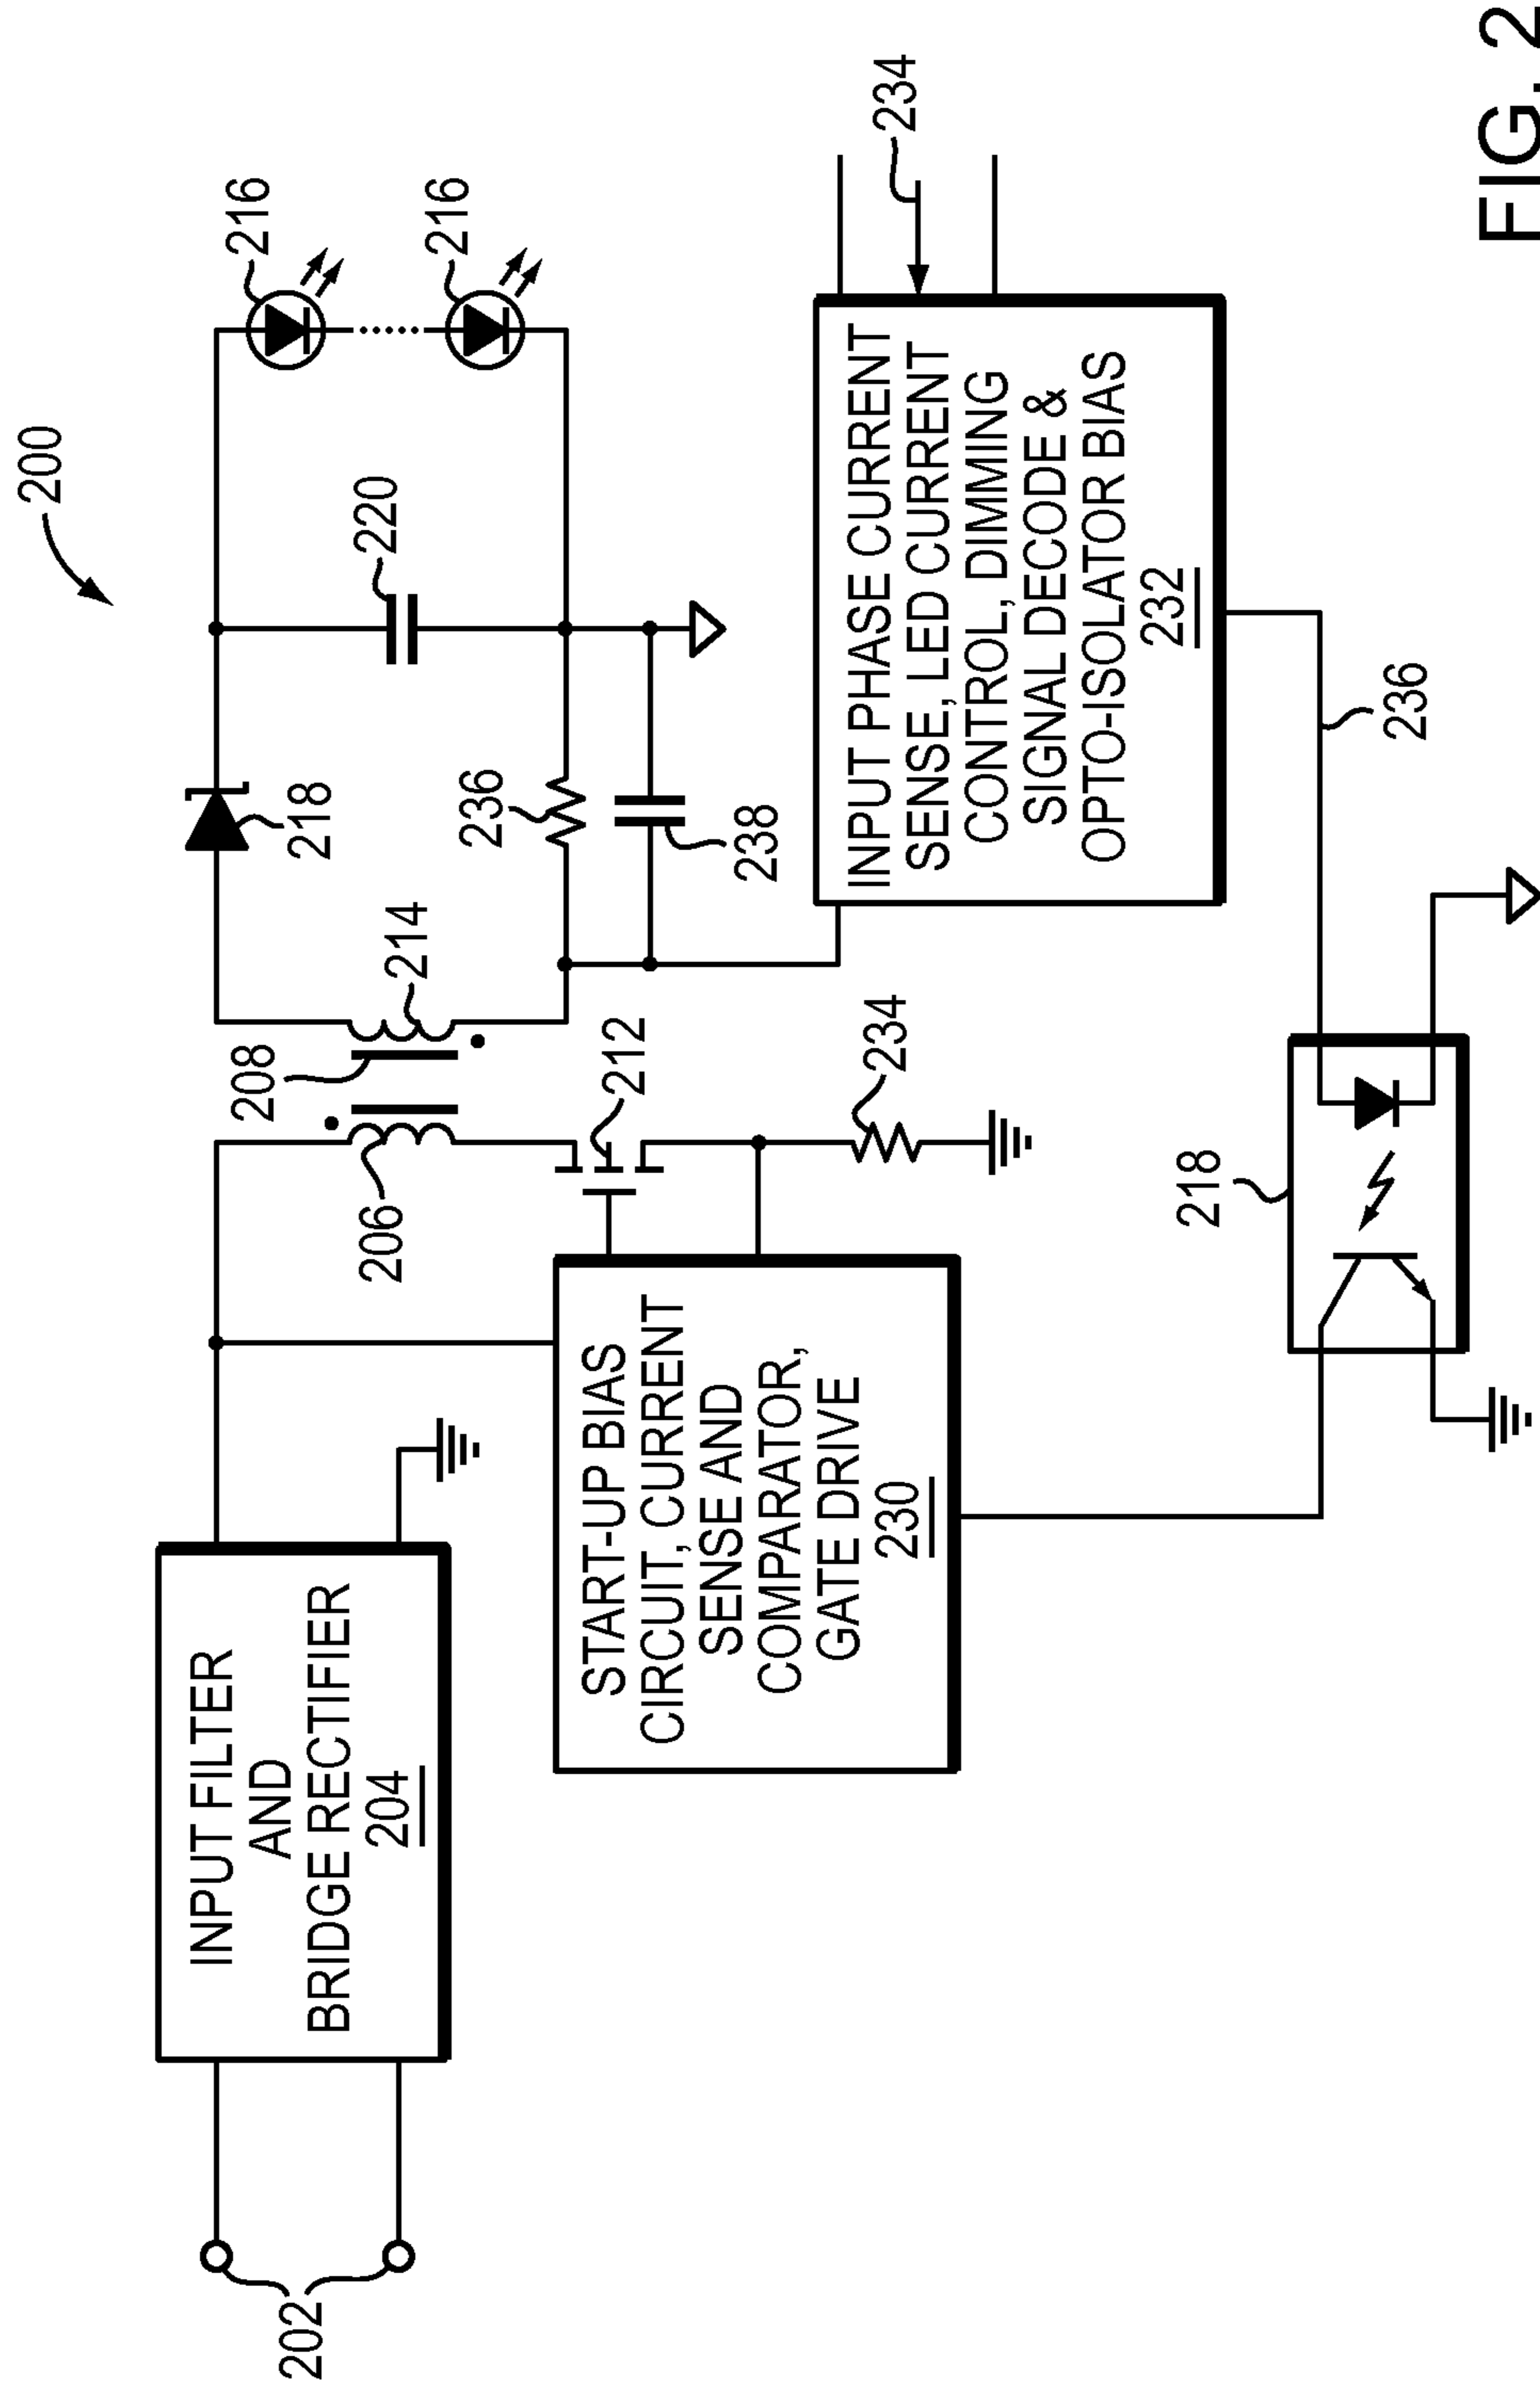 200
202
INPUT FILTER
AND
BRIDGE RECTIFIER
204
206
208
214
218
220
216
216
236
238
212
234
START-UP BIAS
CIRCUIT, CURRENT
SENSE AND
COMPARATOR,
GATE DRIVE
230
INPUT PHASE CURRENT
SENSE, LED CURRENT
CONTROL, DIMMING
SIGNAL DECODE &
OPTO-ISOLATOR BIAS
232
234
218
236
FIG. 2